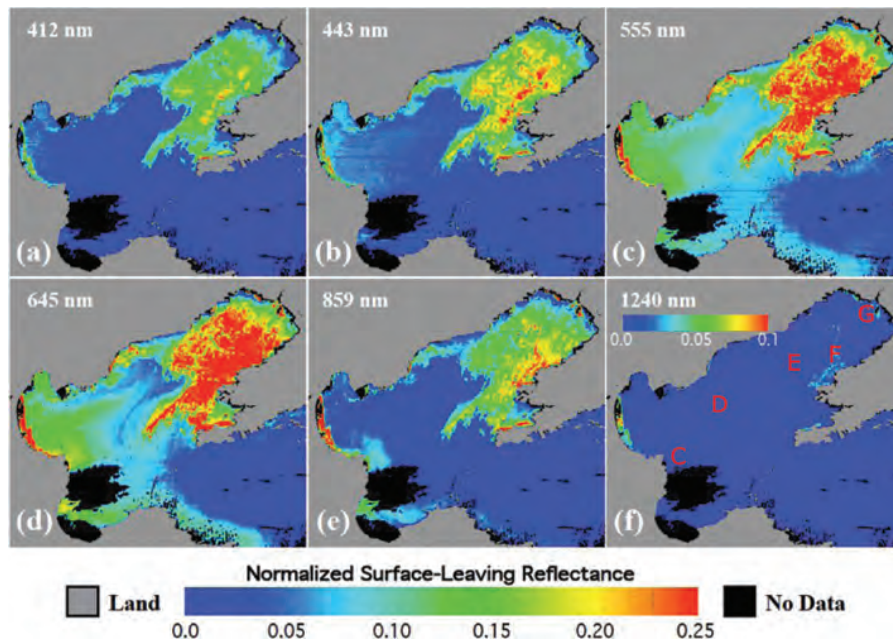 412 nm
443 nm
555 nm
(a)
(b)
(c)
645 nm
859 nm
1240 nm
0.0 0.05 0.1
G
E F
D
C
(d)
(e)
(f)
Normalized Surface-Leaving Reflectance
Land
No Data
0.0 0.05 0.10 0.15 0.20 0.25